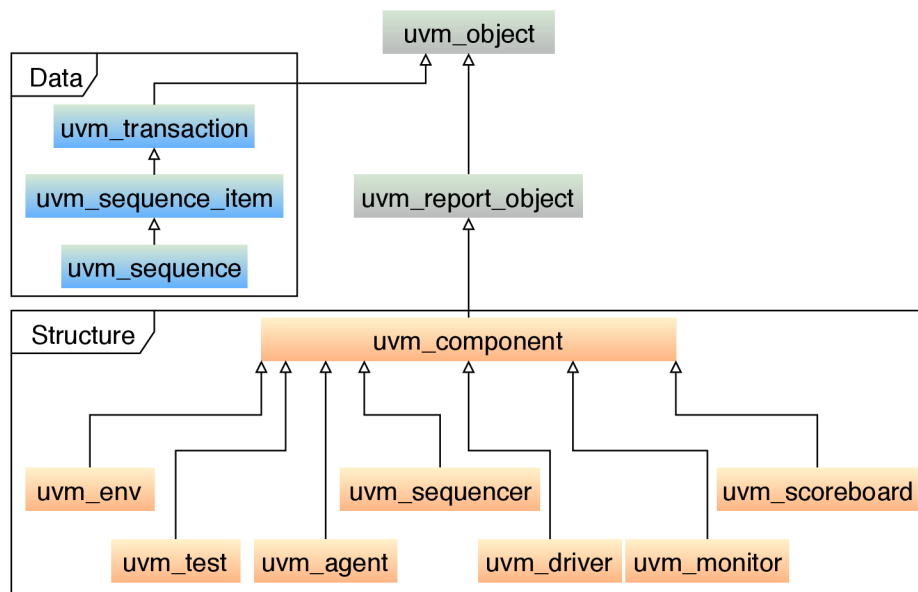 uvm_object
Data
uvm_transaction
uvm_sequence_item
uvm_report_object
uvm_sequence
Structure
uvm_component
uvm_env
uvm_sequencer
uvm_scoreboard
uvm_test
uvm_agent
uvm_driver
uvm_monitor